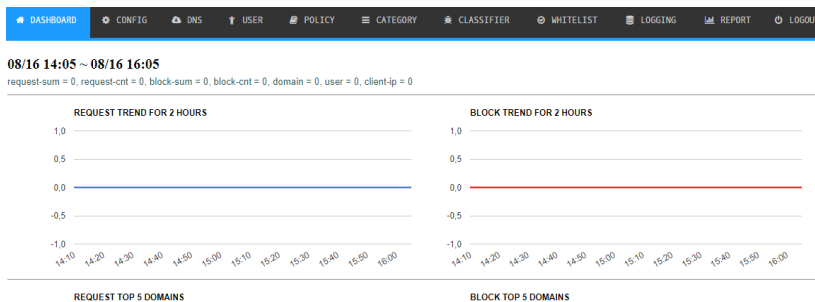 DASHBOARD CONFIG DNS USER POLICY CATEGORY CLASSIFIER WHITELIST LOGGING REPORT LOGOU
08/16 14:05 ~ 08/16 16:05
request-sum = 0, request-cnt = 0, block-sum = 0, block-cnt = 0, domain = 0, user = 0, client-ip = 0
REQUEST TREND FOR 2 HOURS
1,0
0,5
0,0
-0,5
-1,0
14:10 14:20 14:30 14:40 14:50 15:00 15:10 15:20 15:30 15:40 15:50 16:00
BLOCK TREND FOR 2 HOURS
1,0
0,5
0,0
-0,5
-1,0
14:10 14:20 14:30 14:40 14:50 15:00 15:10 15:20 15:30 15:40 15:50 16:00
REQUEST TOP 5 DOMAINS
BLOCK TOP 5 DOMAINS